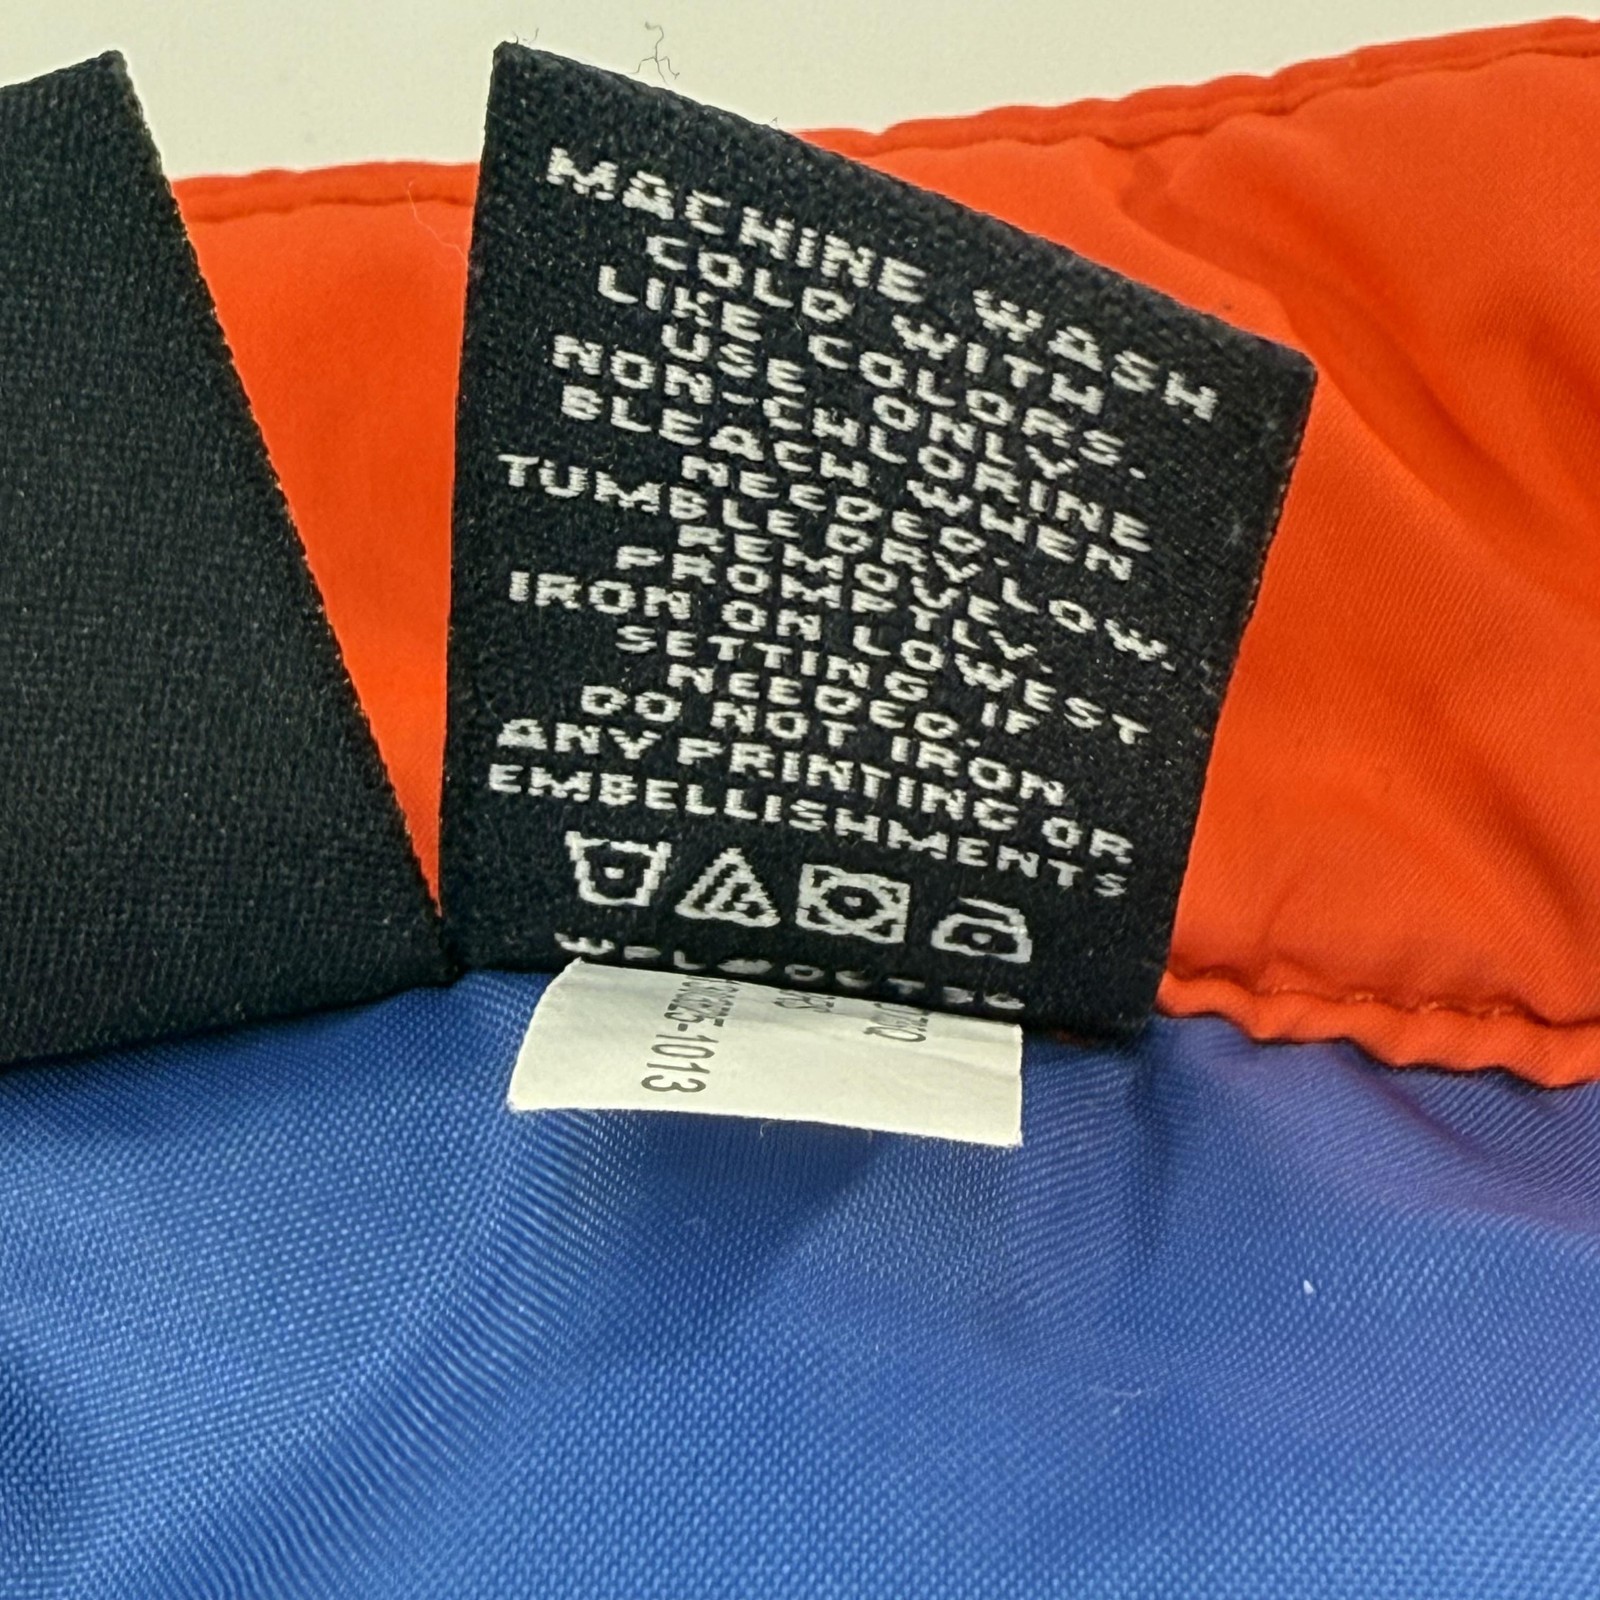 MACHINE WASH
COLD WITH
LIKE COLORS.
USE ONLY
NON-CHLORINE
BLEACH WHEN
NEEDED.
TUMBLE DRY LOW.
REMOVE
PROMPTLY.
IRON ON LOWEST
SETTING IF
NEEDED.
DO NOT IRON
ANY PRINTING OR
EMBELLISHMENTS